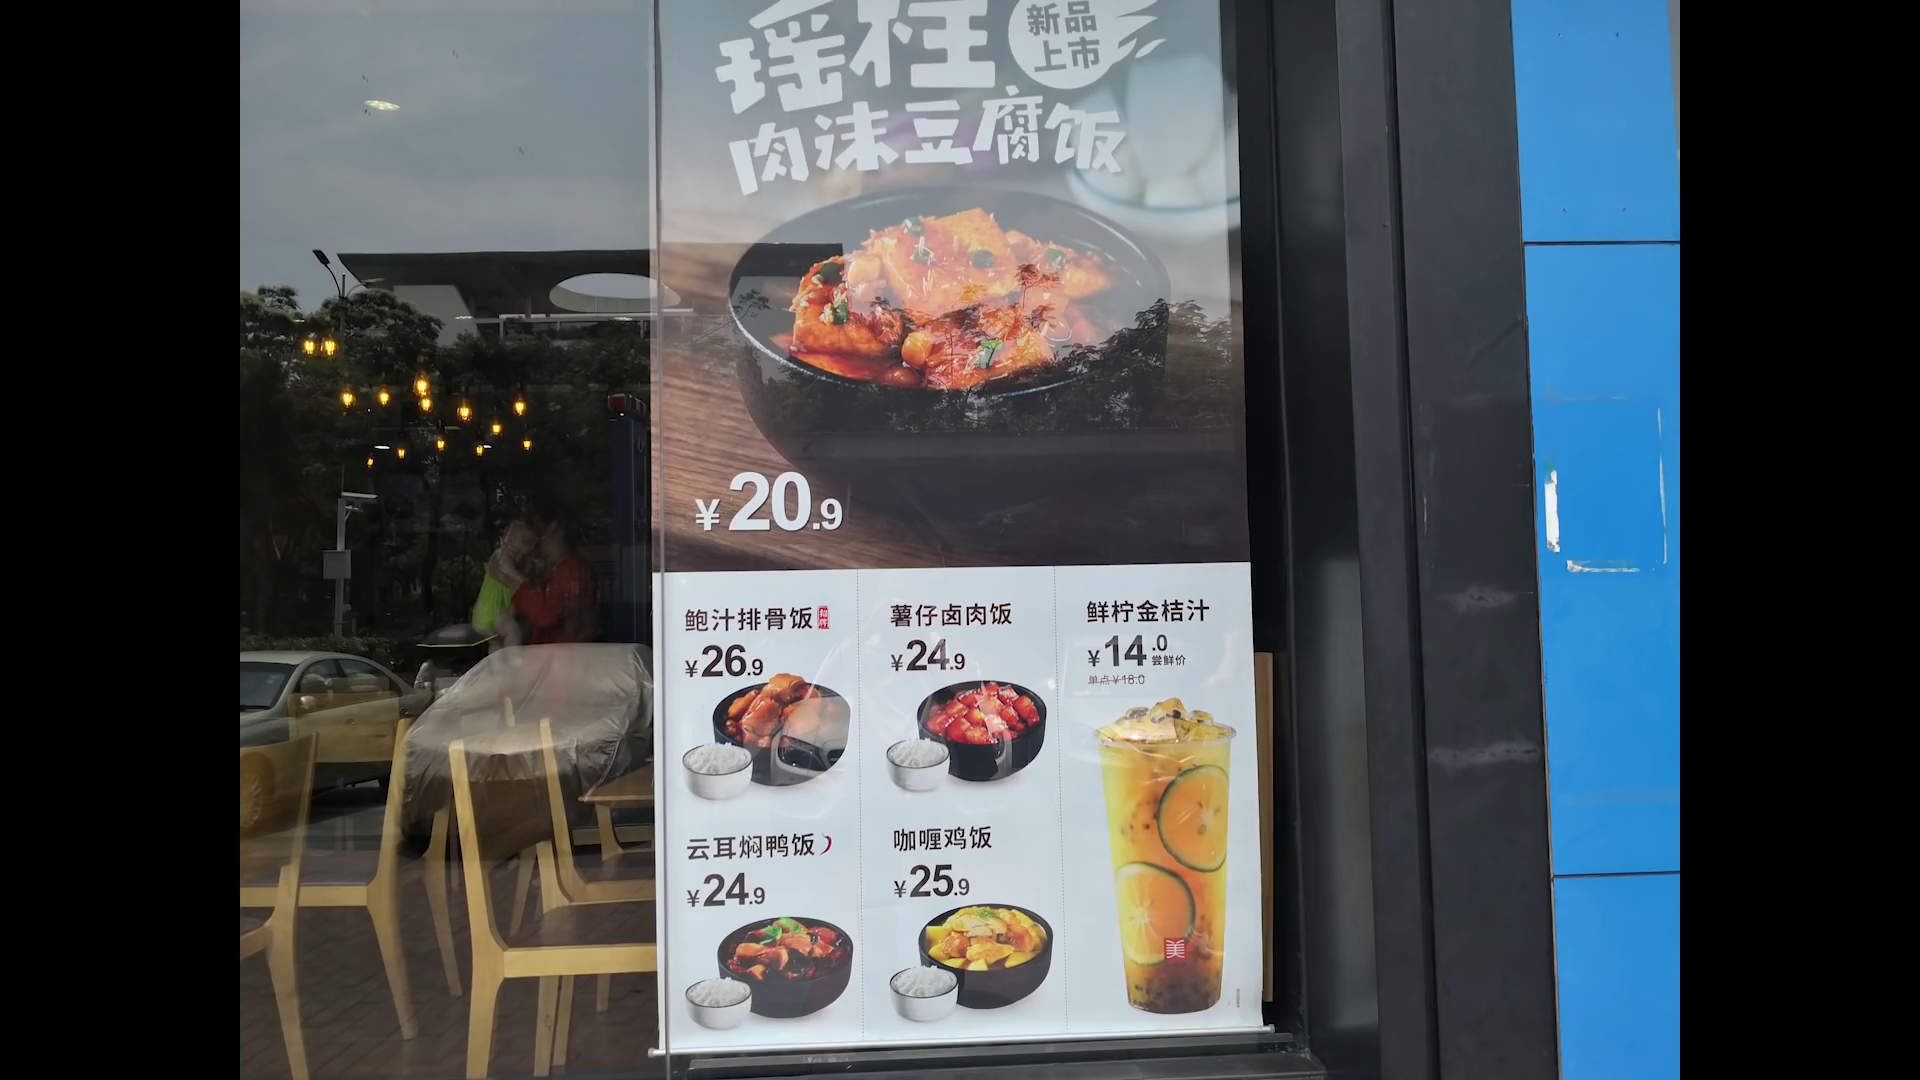 瑶柱
新品
上市
肉沫豆腐饭
¥20.9
鲍汁排骨饭
¥26.9
薯仔卤肉饭
¥24.9
鲜柠金桔汁
¥14.0
尝鲜价
单点¥18.0
云耳焖鸭饭
¥24.9
咖喱鸡饭
¥25.9
美